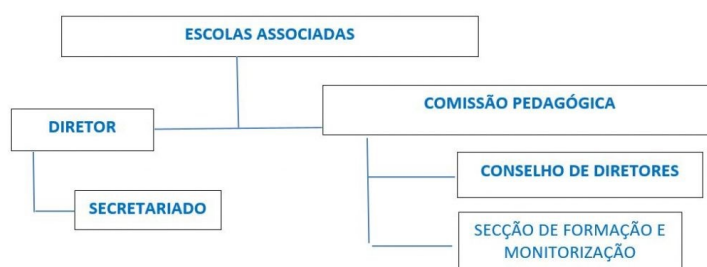 ESCOLAS ASSOCIADAS
COMISSÃO PEDAGÓGICA
DIRETOR
CONSELHO DE DIRETORES
SECRETARIADO
SECÇÃO DE FORMAÇÃO E
MONITORIZAÇÃO